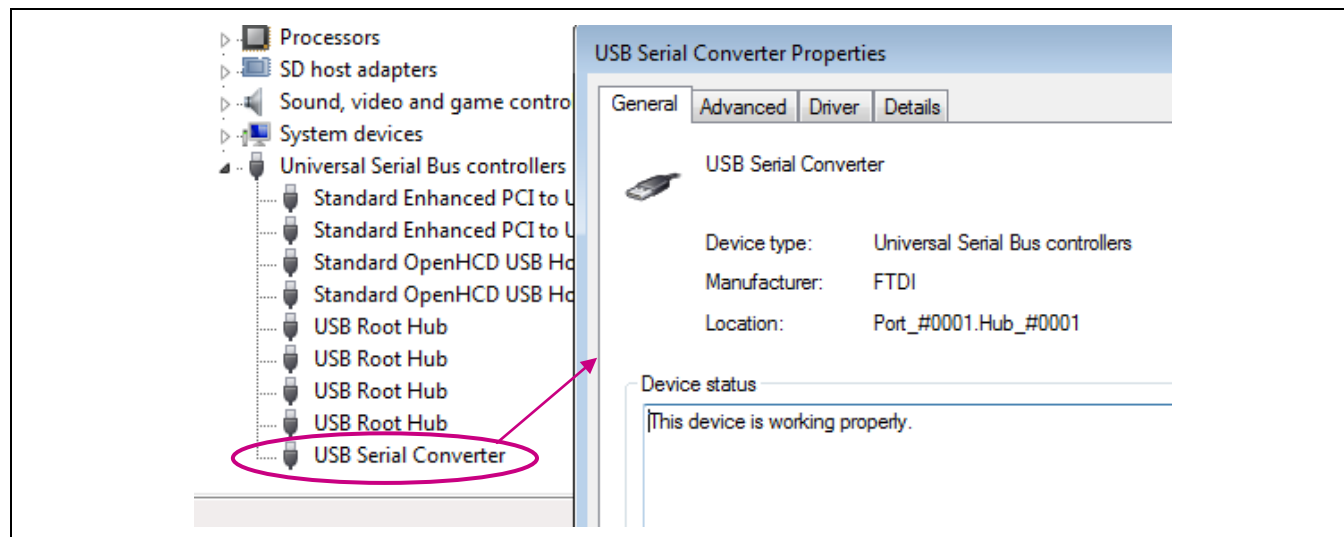 Processors
SD host adapters
Sound, video and game contro
System devices
Universal Serial Bus controllers
Standard Enhanced PCI to U
Standard Enhanced PCI to U
Standard OpenHCD USB Ho
Standard OpenHCD USB Ho
USB Root Hub
USB Root Hub
USB Root Hub
USB Root Hub
USB Serial Converter
USB Serial Converter Properties
General Advanced Driver Details
USB Serial Converter
Device type: Universal Serial Bus controllers
Manufacturer: FTDI
Location: Port_#0001.Hub_#0001
Device status
This device is working properly.